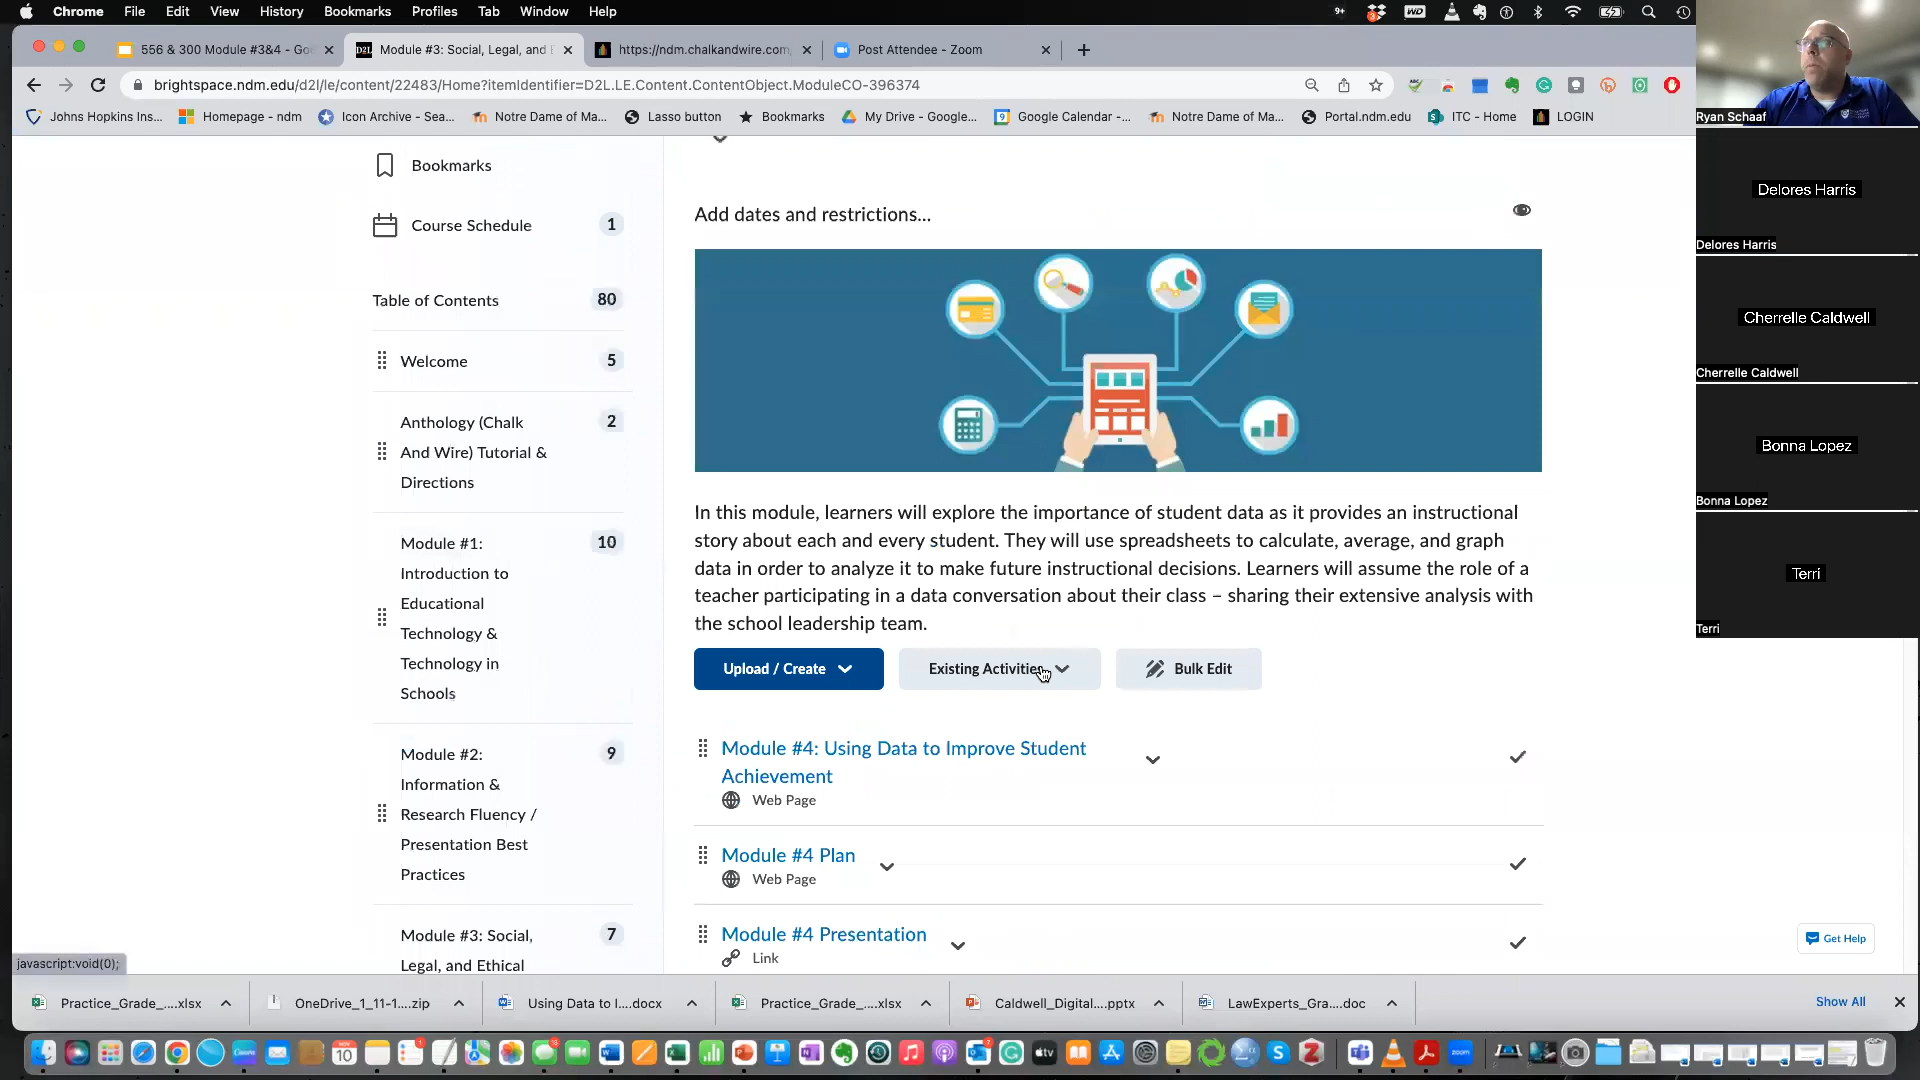 Chrome File Edit View History Bookmarks Profiles Tab Window Help
9+ WD
556 & 300 Module #3&4 - Go
D2L Module #3: Social, Legal, and E
https://ndm.chalkandwire.com
Post Attendee - Zoom
brightspace.ndm.edu/d2l/le/content/22483/Home?itemIdentifier=D2L.LE.Content.ContentObject.ModuleCO-396374
Johns Hopkins Ins...
Homepage - ndm
Icon Archive - Sea...
Notre Dame of Ma...
Lasso button
Bookmarks
My Drive - Google...
Google Calendar -...
Notre Dame of Ma...
Portal.ndm.edu
ITC - Home
LOGIN
Bookmarks
Course Schedule 1
Table of Contents 80
Welcome 5
Anthology (Chalk 2
And Wire) Tutorial &
Directions
Module #1: 10
Introduction to
Educational
Technology &
Technology in
Schools
Module #2: 9
Information &
Research Fluency /
Presentation Best
Practices
Module #3: Social, 7
Legal, and Ethical
javascript:void(0);
Add dates and restrictions...
In this module, learners will explore the importance of student data as it provides an instructional
story about each and every student. They will use spreadsheets to calculate, average, and graph
data in order to analyze it to make future instructional decisions. Learners will assume the role of a
teacher participating in a data conversation about their class – sharing their extensive analysis with
the school leadership team.
Upload / Create
Existing Activities
Bulk Edit
Module #4: Using Data to Improve Student
Achievement
Web Page
Module #4 Plan
Web Page
Module #4 Presentation
Link
Get Help
Ryan Schaaf
Delores Harris
Delores Harris
Cherrelle Caldwell
Cherrelle Caldwell
Bonna Lopez
Bonna Lopez
Terri
Terri
Practice_Grade_....xlsx
OneDrive_1_11-1....zip
Using Data to I....docx
Practice_Grade_....xlsx
Caldwell_Digital....pptx
LawExperts_Gra....doc
Show All
NOV
10
tv